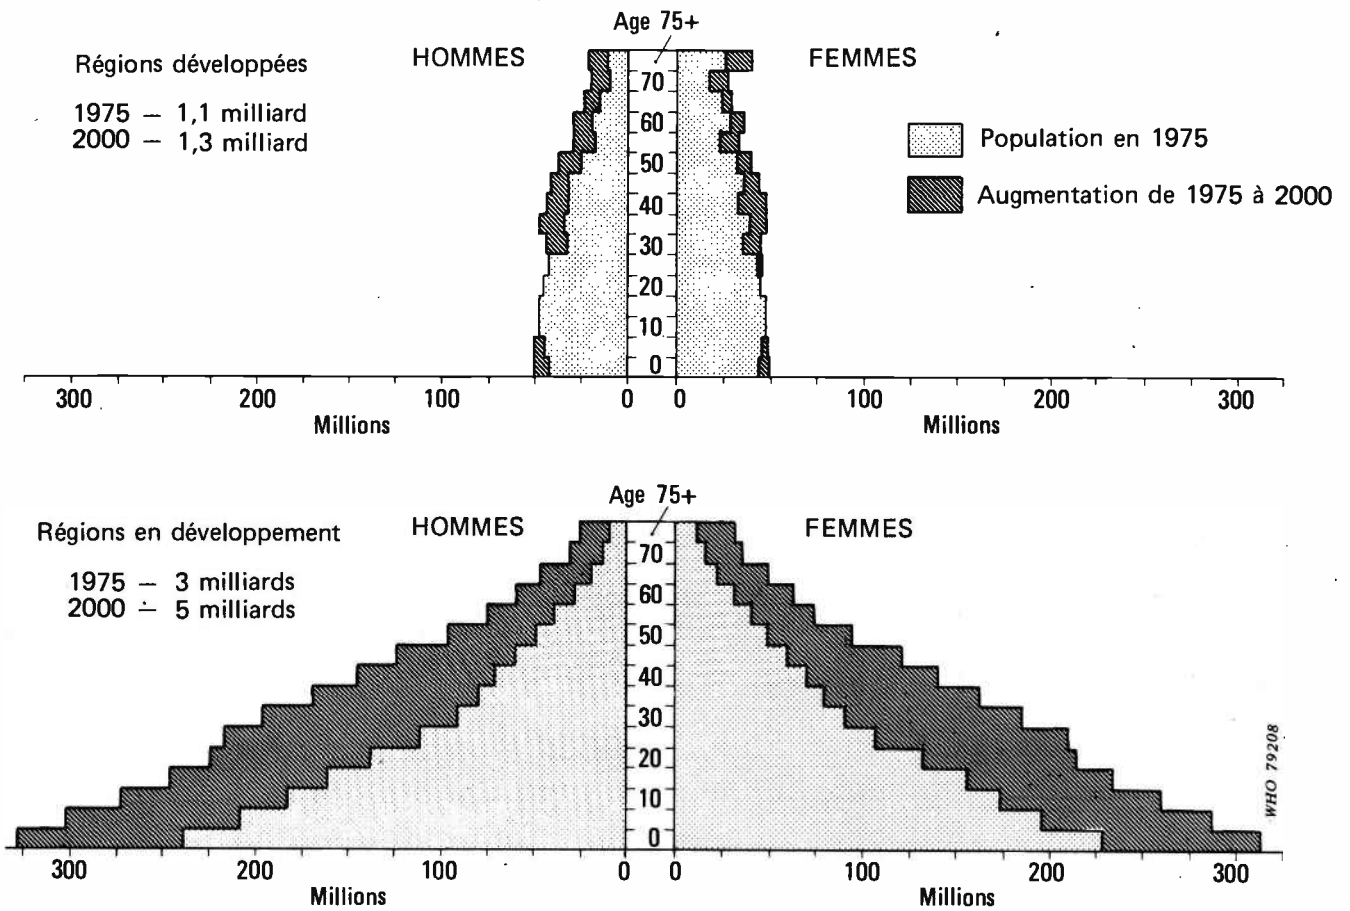 Age 75+
Régions développées
HOMMES
FEMMES
1975 – 1,1 milliard
2000 – 1,3 milliard
Population en 1975
Augmentation de 1975 à 2000
70
60
50
40
30
20
10
0
300 200 100 0 0 100 200 300
Millions Millions
Age 75+
Régions en développement
HOMMES
FEMMES
1975 – 3 milliards
2000 – 5 milliards
70
60
50
40
30
20
10
0
WHO 79208
300 200 100 0 0 100 200 300
Millions Millions